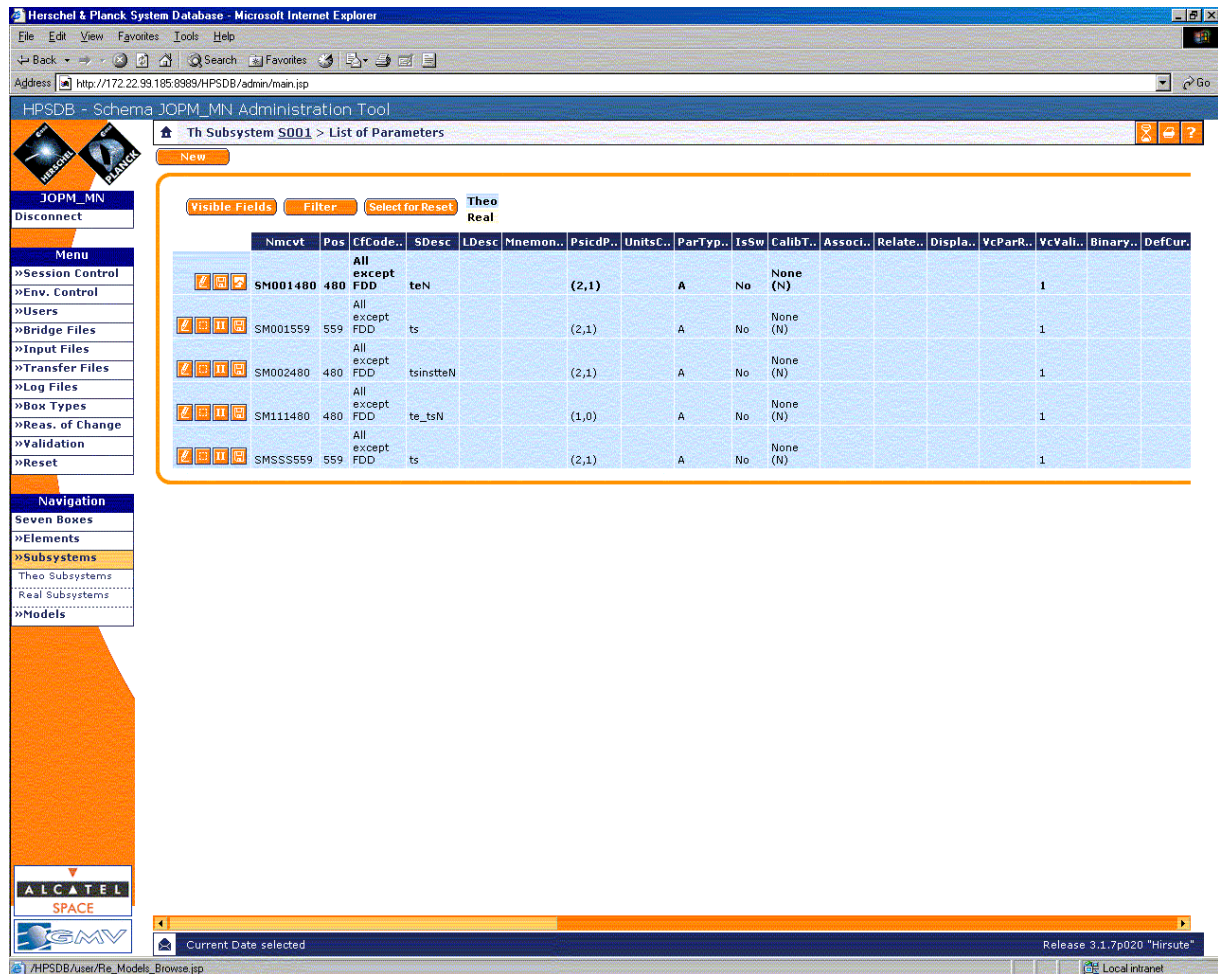 Herschel & Planck System Database - Microsoft Internet Explorer
File Edit View Favorites Tools Help
Back Search Favorites
Address http://172.22.99.185:8989/HPSDB/admin/main.jsp Go
HPSDB - Schema JOPM_MN Administration Tool
HERSCHEL PLANCK
Th Subsystem S001 > List of Parameters
New
JOPM_MN
Disconnect
Menu
»Session Control
»Env. Control
»Users
»Bridge Files
»Input Files
»Transfer Files
»Log Files
»Box Types
»Reas. of Change
»Validation
»Reset
Navigation
Seven Boxes
»Elements
»Subsystems
Theo Subsystems
Real Subsystems
»Models
Visible Fields Filter Select for Reset Theo
Real
Nmcvt Pos CfCode.. SDesc LDesc Mnemon.. PsicdP.. UnitsC.. ParTyp.. IsSw CalibT.. Associ.. Relate.. Displa.. VcParR.. VcVali.. Binary.. DefCur.
SM001480 480 All except FDD teN (2,1) A No None (N) 1
SM001559 559 All except FDD ts (2,1) A No None (N) 1
SM002480 480 All except FDD tsinstteN (2,1) A No None (N) 1
SM111480 480 All except FDD te_tsN (1,0) A No None (N) 1
SMSSS559 559 All except FDD ts (2,1) A No None (N) 1
ALCATEL
SPACE
GMV
Current Date selected Release 3.1.7p020 "Hirsute"
/HPSDB/user/Re_Models_Browse.jsp Local intranet